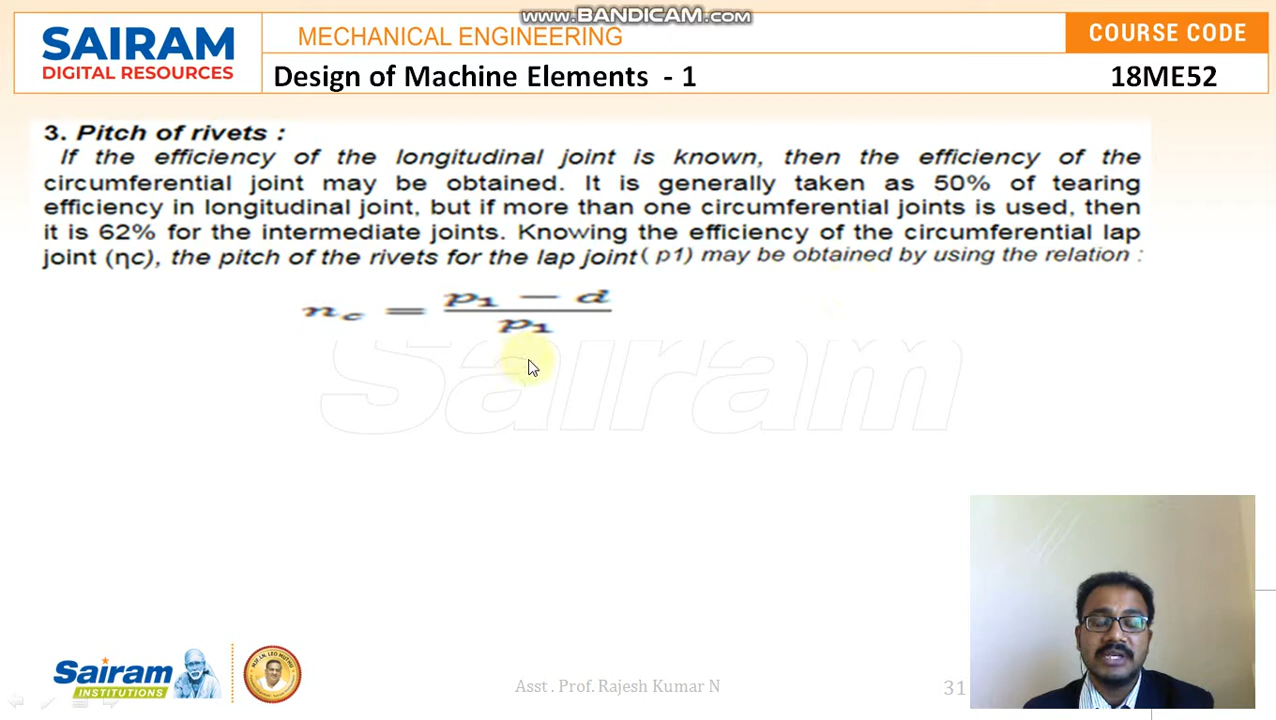 www.BANDICAM.com
SAIRAM
DIGITAL RESOURCES
MECHANICAL ENGINEERING
COURSE CODE
Design of Machine Elements - 1
18ME52
3. Pitch of rivets :
If the efficiency of the longitudinal joint is known, then the efficiency of the
circumferential joint may be obtained. It is generally taken as 50% of tearing
efficiency in longitudinal joint, but if more than one circumferential joints is used, then
it is 62% for the intermediate joints. Knowing the efficiency of the circumferential lap
joint (ηc), the pitch of the rivets for the lap joint ( p1) may be obtained by using the relation :
n_c = (p₁ − d) / p₁
Sairam
Sairam
INSTITUTIONS
MJF. LN. LEO MUTHU
Asst . Prof. Rajesh Kumar N
31